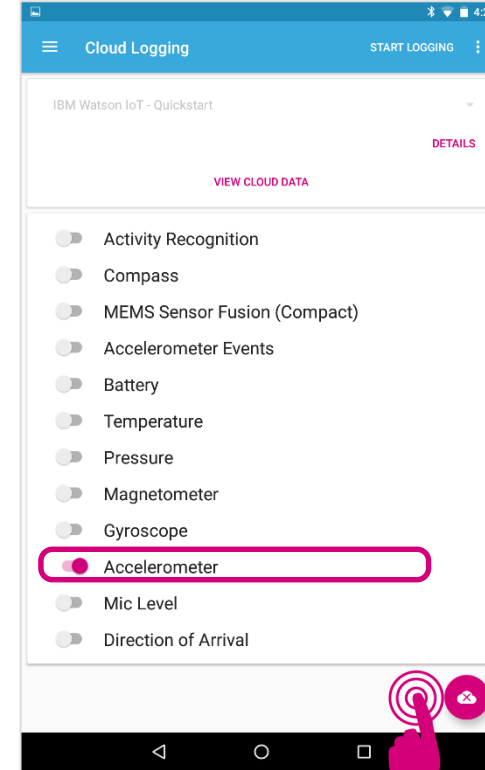 Cloud Logging
START LOGGING
IBM Watson IoT - Quickstart
DETAILS
VIEW CLOUD DATA
Activity Recognition
Compass
MEMS Sensor Fusion (Compact)
Accelerometer Events
Battery
Temperature
Pressure
Magnetometer
Gyroscope
Accelerometer
Mic Level
Direction of Arrival